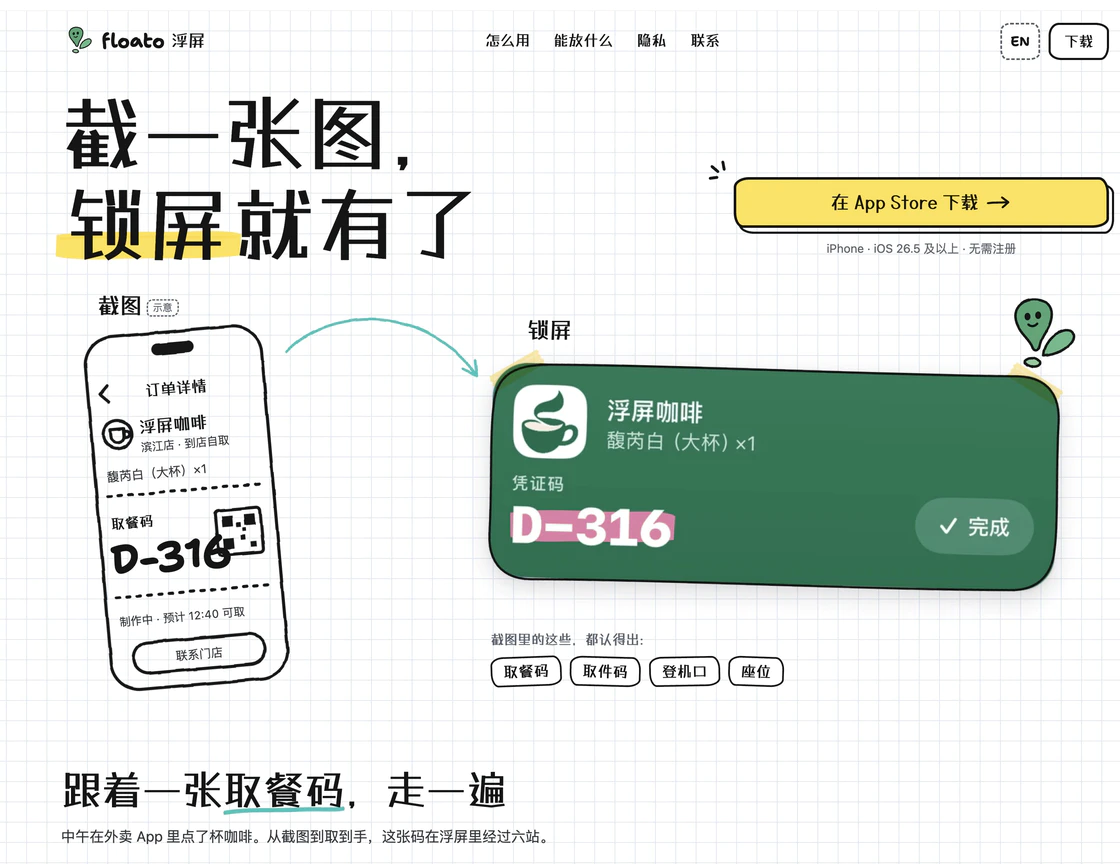 floato 浮屏
怎么用 能放什么 隐私 联系
EN 下载
截一张图，
锁屏就有了
在 App Store 下载 →
iPhone · iOS 26.5 及以上 · 无需注册
截图 示意
订单详情
浮屏咖啡
滨江店 · 到店自取
馥芮白（大杯）×1
取餐码
D-316
制作中 · 预计 12:40 可取
联系门店
锁屏
浮屏咖啡
馥芮白（大杯）×1
凭证码
D-316
✓ 完成
截图里的这些，都认得出：
取餐码 取件码 登机口 座位
跟着一张取餐码，走一遍
中午在外卖 App 里点了杯咖啡。从截图到取到手，这张码在浮屏里经过六站。